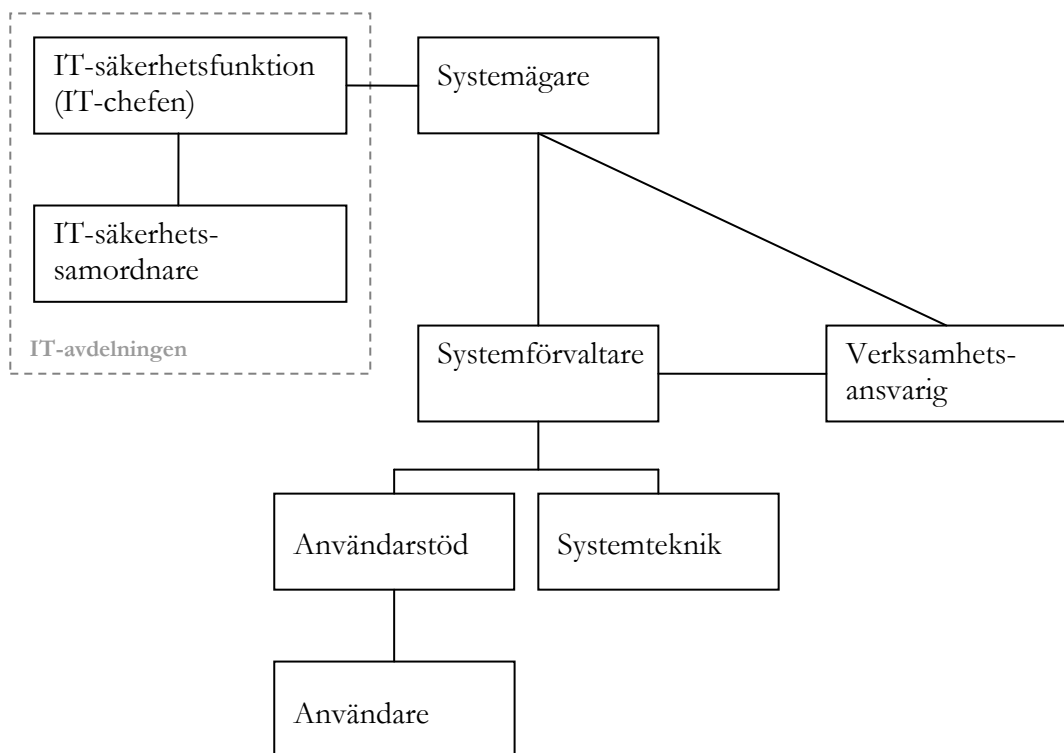 IT-säkerhetsfunktion
(IT-chefen)
Systemägare
IT-säkerhets-
samordnare
IT-avdelningen
Systemförvaltare
Verksamhets-
ansvarig
Användarstöd
Systemteknik
Användare